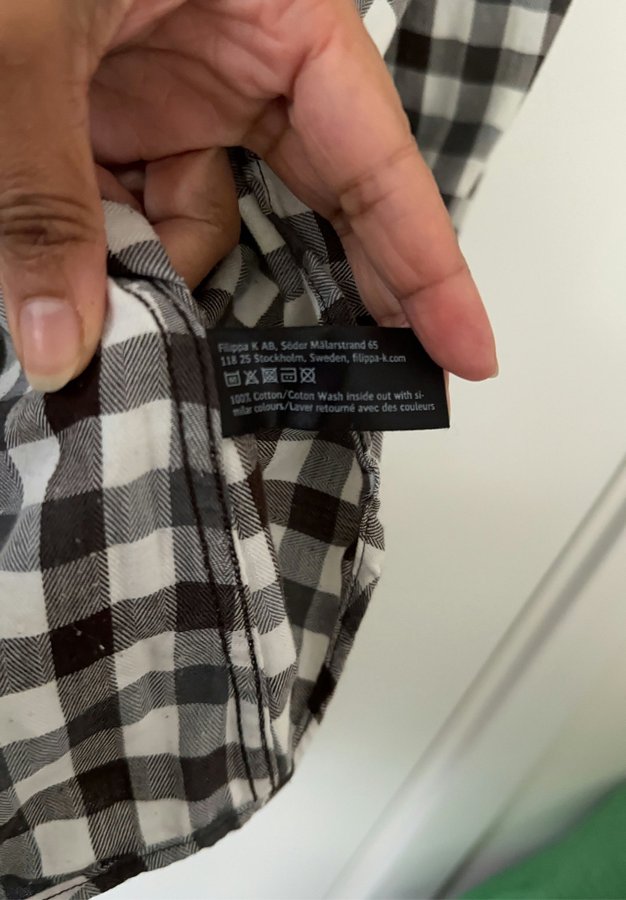 Filippa K AB, Söder Mälarstrand 65
118 25 Stockholm, Sweden, filippa-k.com
100% Cotton/Coton Wash inside out with si-
milar colours/Laver retourné avec des couleurs